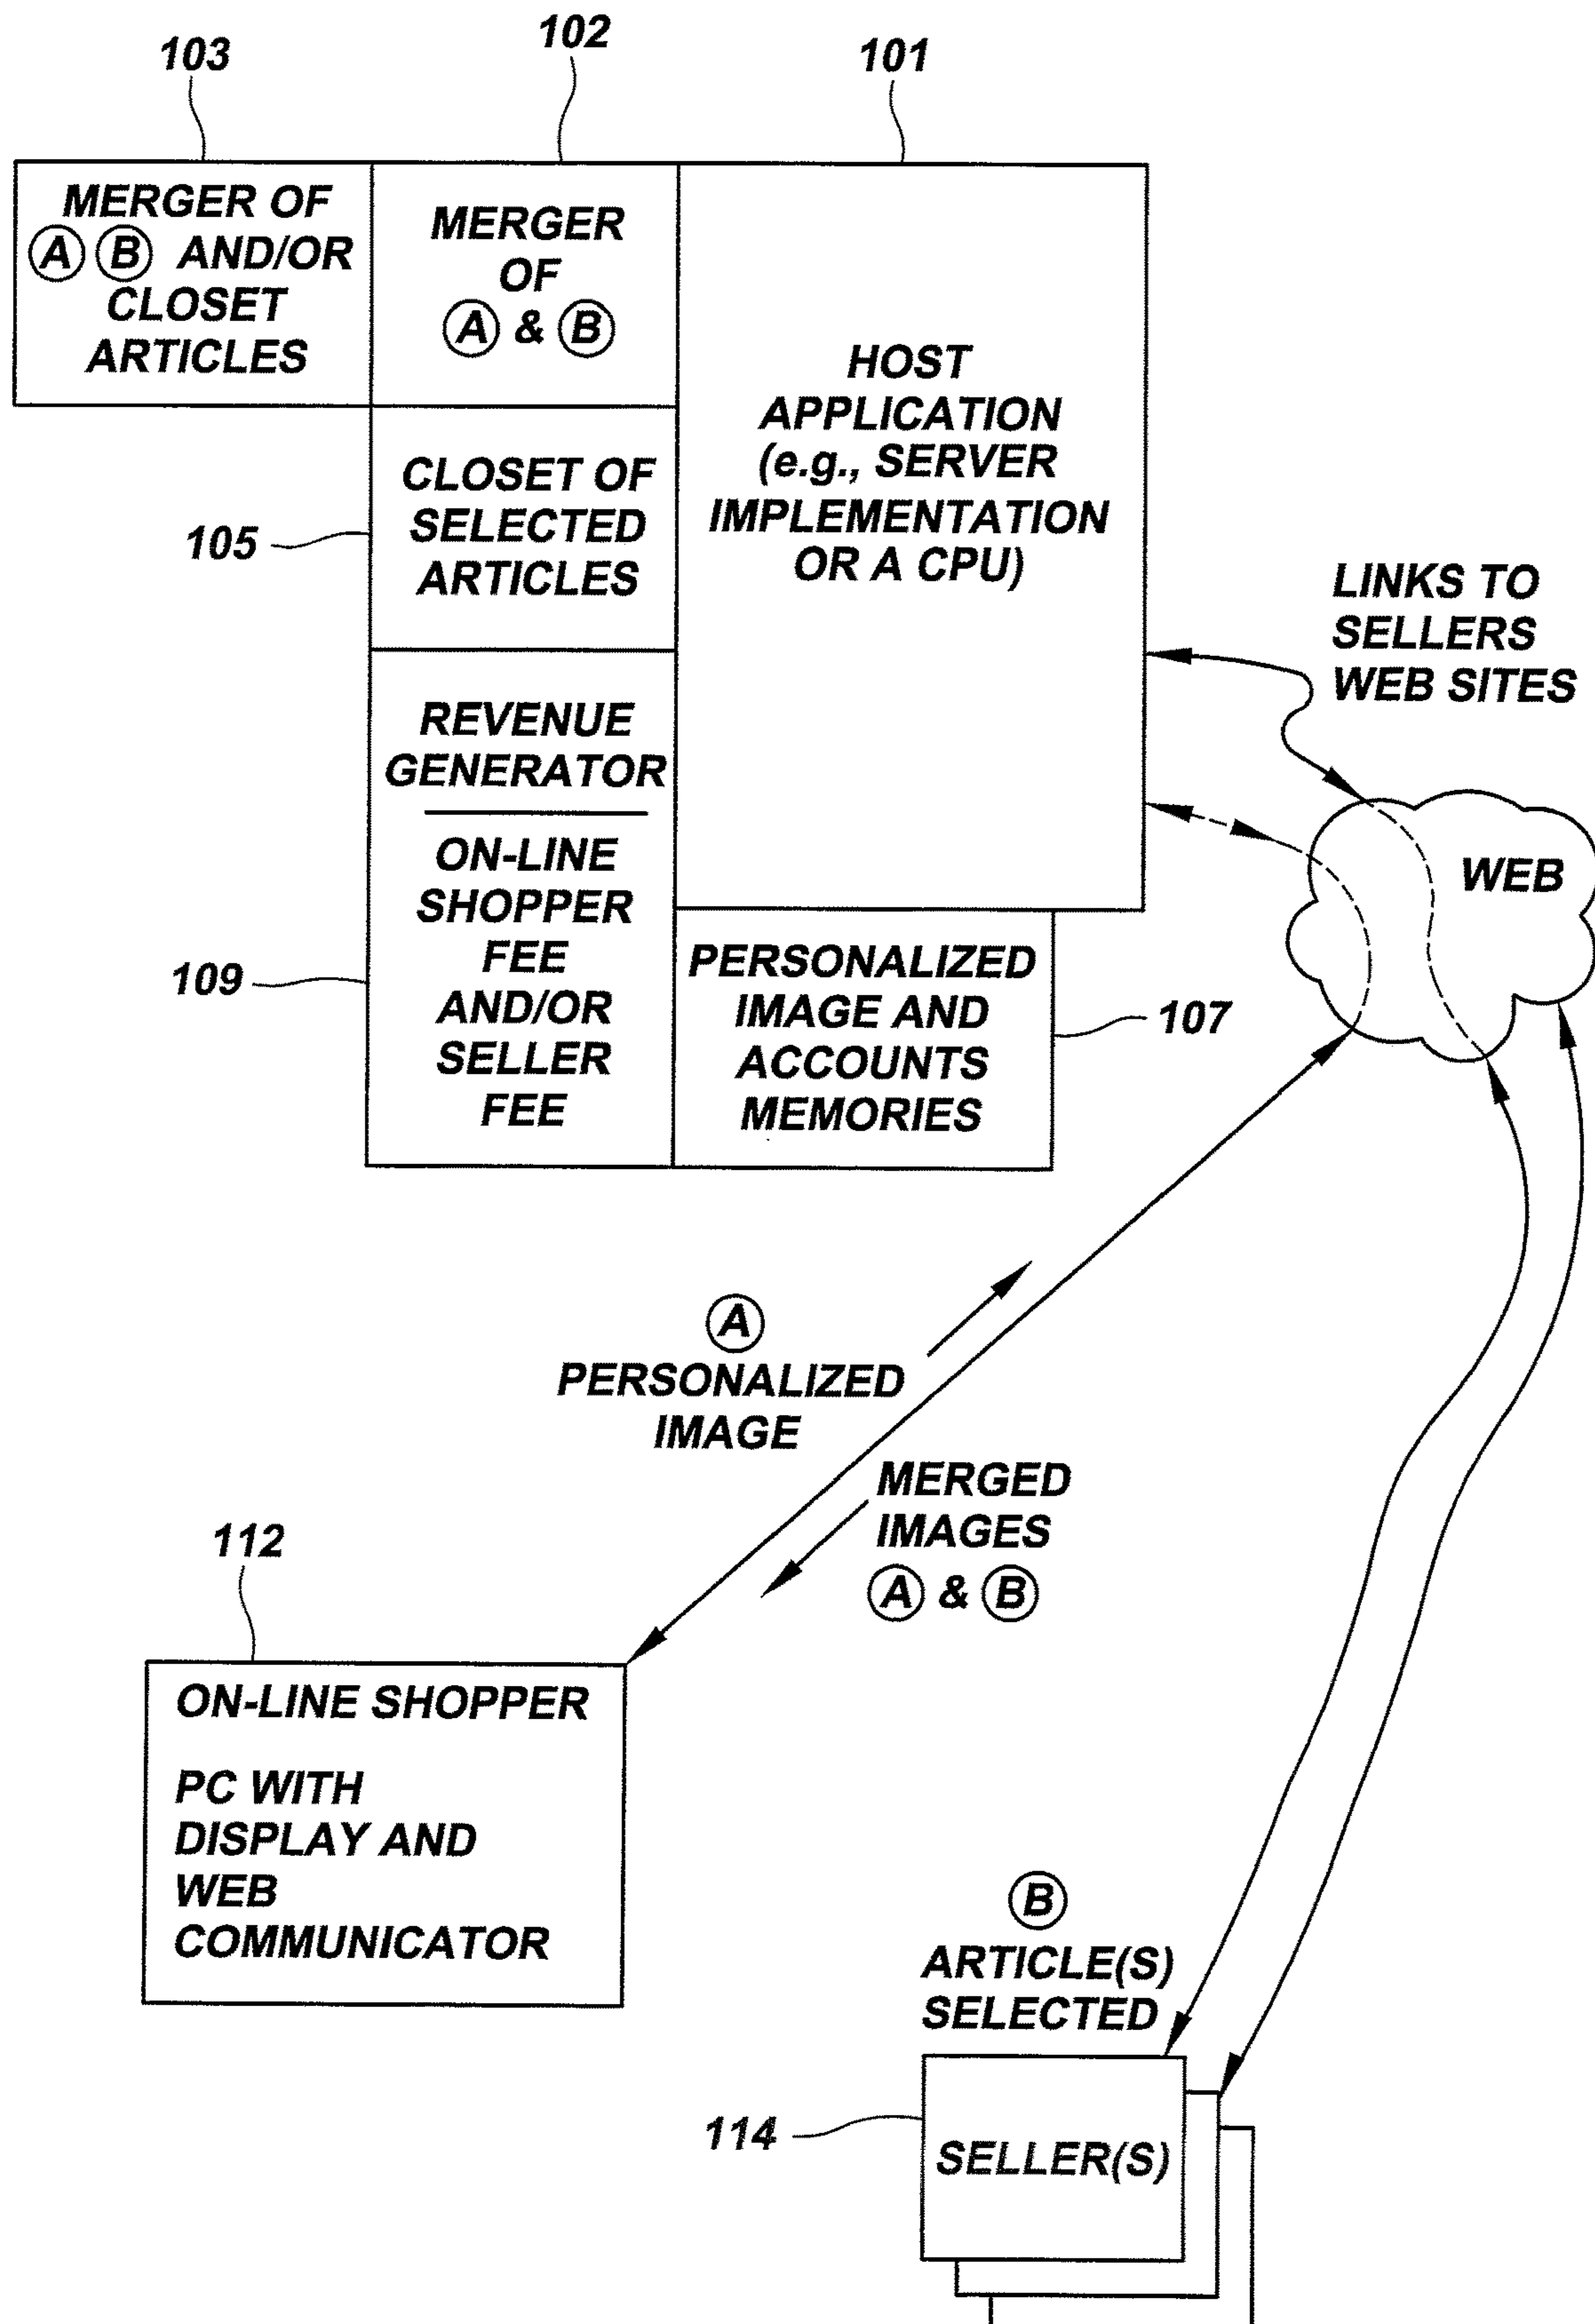 103
102
101
MERGER OF
A B AND/OR
CLOSET
ARTICLES
MERGER
OF
A & B
HOST
APPLICATION
(e.g., SERVER
IMPLEMENTATION
OR A CPU)
105
CLOSET OF
SELECTED
ARTICLES
LINKS TO
SELLERS
WEB SITES
REVENUE
GENERATOR
ON-LINE
SHOPPER
FEE
AND/OR
SELLER
FEE
109
WEB
PERSONALIZED
IMAGE AND
ACCOUNTS
MEMORIES
107
A
PERSONALIZED
IMAGE
MERGED
IMAGES
A & B
112
ON-LINE SHOPPER
PC WITH
DISPLAY AND
WEB
COMMUNICATOR
B
ARTICLE(S)
SELECTED
114
SELLER(S)